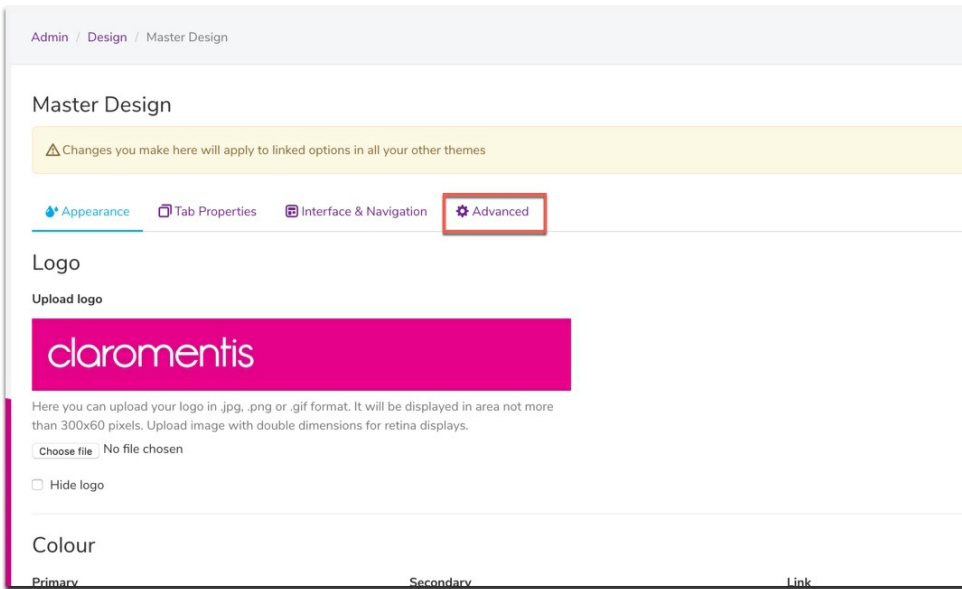 Admin / Design / Master Design
Master Design
Changes you make here will apply to linked options in all your other themes
Appearance Tab Properties Interface & Navigation Advanced
Logo
Upload logo
claromentis
Here you can upload your logo in .jpg, .png or .gif format. It will be displayed in area not more
than 300x60 pixels. Upload image with double dimensions for retina displays.
Choose file No file chosen
Hide logo
Colour
Primary Secondary Link